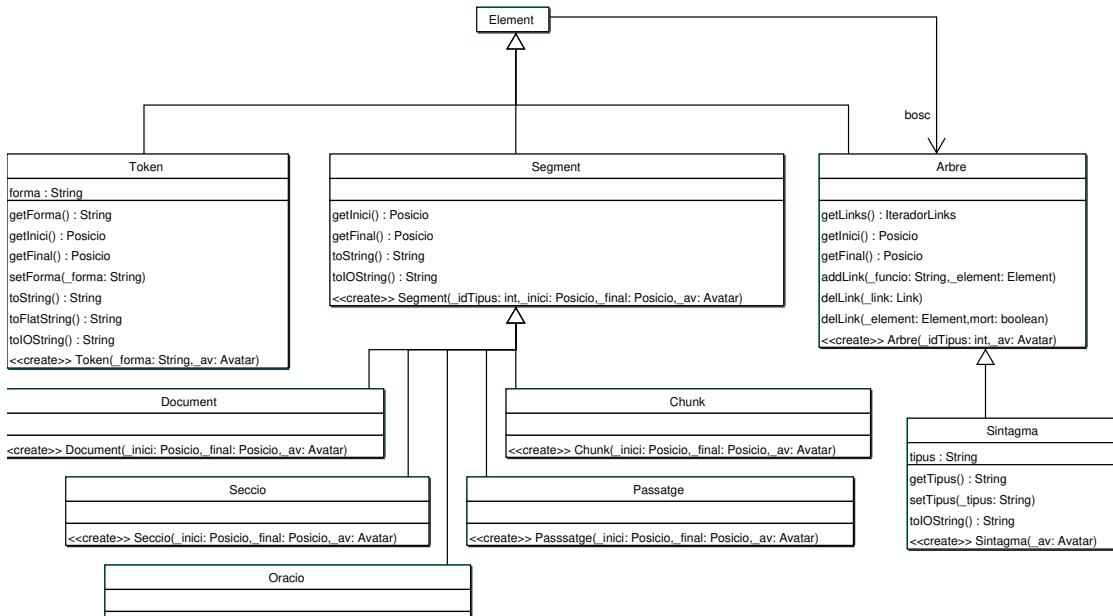 Element
bosc
Token
forma : String
getForma() : String
getInici() : Posicio
getFinal() : Posicio
setForma(_forma: String)
toString() : String
toFlatString() : String
toIOString() : String
<<create>> Token(_forma: String,_av: Avatar)
Segment
getInici() : Posicio
getFinal() : Posicio
toString() : String
toIOString() : String
<<create>> Segment(_idTipus: int,_inici: Posicio,_final: Posicio,_av: Avatar)
Arbre
getLinks() : IteradorLinks
getInici() : Posicio
getFinal() : Posicio
addLink(_funcio: String,_element: Element)
delLink(_link: Link)
delLink(_element: Element,mort: boolean)
<<create>> Arbre(_idTipus: int,_av: Avatar)
Document
<create>> Document(_inici: Posicio,_final: Posicio,_av: Avatar)
Chunk
<<create>> Chunk(_inici: Posicio,_final: Posicio,_av: Avatar)
Sintagma
tipus : String
getTipus() : String
setTipus(_tipus: String)
toIOString() : String
<<create>> Sintagma(_av: Avatar)
Seccio
<<create>> Seccio(_inici: Posicio,_final: Posicio,_av: Avatar)
Passatge
<<create>> Passsatge(_inici: Posicio,_final: Posicio,_av: Avatar)
Oracio